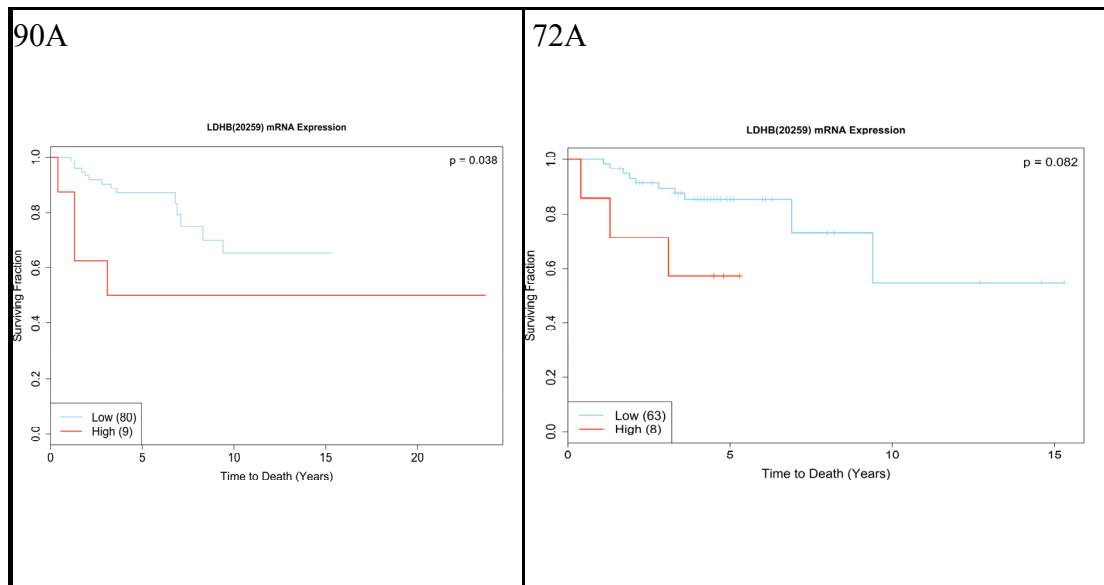 90A
LDHB(20259) mRNA Expression
p = 0.038
Surviving Fraction
1.0
0.8
0.6
0.4
0.2
0.0
Low (80)
High (9)
0 5 10 15 20
Time to Death (Years)
72A
LDHB(20259) mRNA Expression
p = 0.082
Surviving Fraction
1.0
0.8
0.6
0.4
0.2
0.0
Low (63)
High (8)
0 5 10 15
Time to Death (Years)